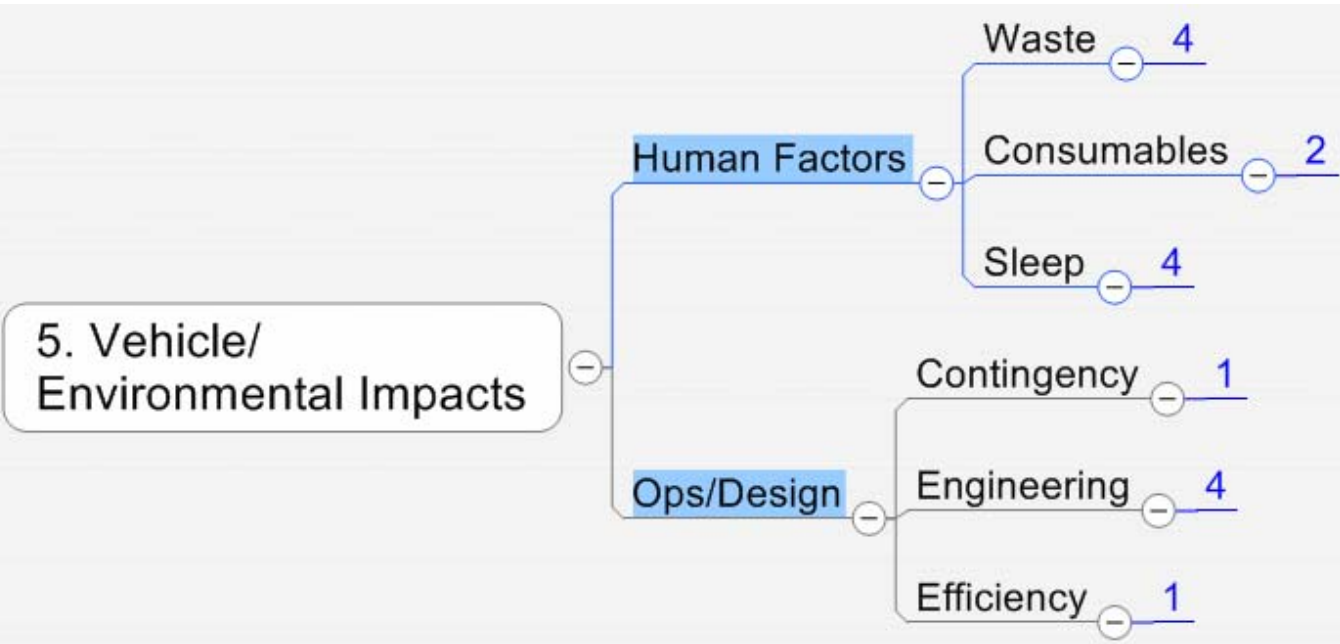 5. Vehicle/
Environmental Impacts
Human Factors
Waste 4
Consumables 2
Sleep 4
Ops/Design
Contingency 1
Engineering 4
Efficiency 1